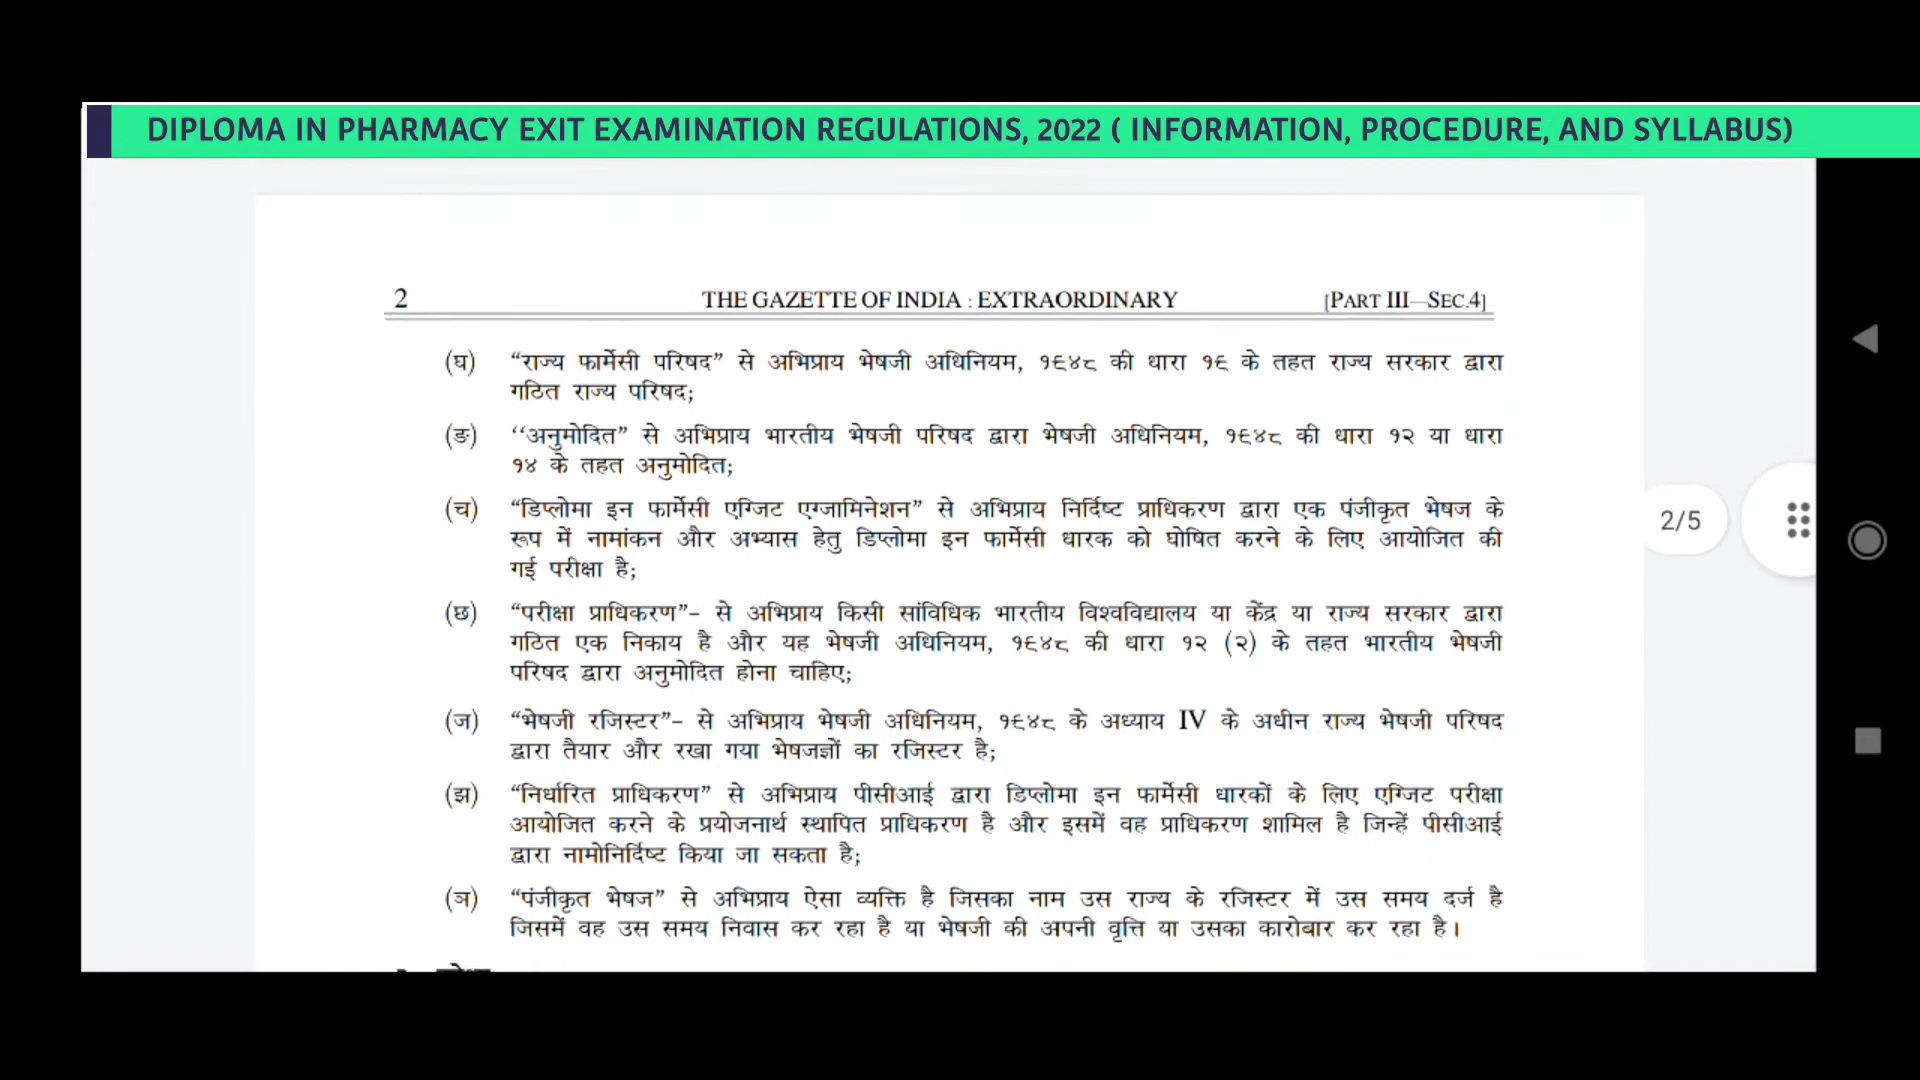 DIPLOMA IN PHARMACY EXIT EXAMINATION REGULATIONS, 2022 ( INFORMATION, PROCEDURE, AND SYLLABUS)
2 THE GAZETTE OF INDIA : EXTRAORDINARY [PART III—SEC.4]
(घ) “राज्य फार्मेसी परिषद” से अभिप्राय भेषजी अधिनियम, १९४८ की धारा १९ के तहत राज्य सरकार द्वारा
गठित राज्य परिषद;
(ङ) ‘‘अनुमोदित” से अभिप्राय भारतीय भेषजी परिषद द्वारा भेषजी अधिनियम, १९४८ की धारा १२ या धारा
१४ के तहत अनुमोदित;
(च) “डिप्लोमा इन फार्मेसी एग्जिट एग्जामिनेशन” से अभिप्राय निर्दिष्ट प्राधिकरण द्वारा एक पंजीकृत भेषज के
रूप में नामांकन और अभ्यास हेतु डिप्लोमा इन फार्मेसी धारक को घोषित करने के लिए आयोजित की
गई परीक्षा है;
(छ) “परीक्षा प्राधिकरण”– से अभिप्राय किसी सांविधिक भारतीय विश्वविद्यालय या केंद्र या राज्य सरकार द्वारा
गठित एक निकाय है और यह भेषजी अधिनियम, १९४८ की धारा १२ (२) के तहत भारतीय भेषजी
परिषद द्वारा अनुमोदित होना चाहिए;
(ज) “भेषजी रजिस्टर”– से अभिप्राय भेषजी अधिनियम, १९४८ के अध्याय IV के अधीन राज्य भेषजी परिषद
द्वारा तैयार और रखा गया भेषजज्ञों का रजिस्टर है;
(झ) “निर्धारित प्राधिकरण” से अभिप्राय पीसीआई द्वारा डिप्लोमा इन फार्मेसी धारकों के लिए एग्जिट परीक्षा
आयोजित करने के प्रयोजनार्थ स्थापित प्राधिकरण है और इसमें वह प्राधिकरण शामिल है जिन्हें पीसीआई
द्वारा नामोनिर्दिष्ट किया जा सकता है;
(ञ) “पंजीकृत भेषज” से अभिप्राय ऐसा व्यक्ति है जिसका नाम उस राज्य के रजिस्टर में उस समय दर्ज है
जिसमें वह उस समय निवास कर रहा है या भेषजी की अपनी वृत्ति या उसका कारोबार कर रहा है।
2/5